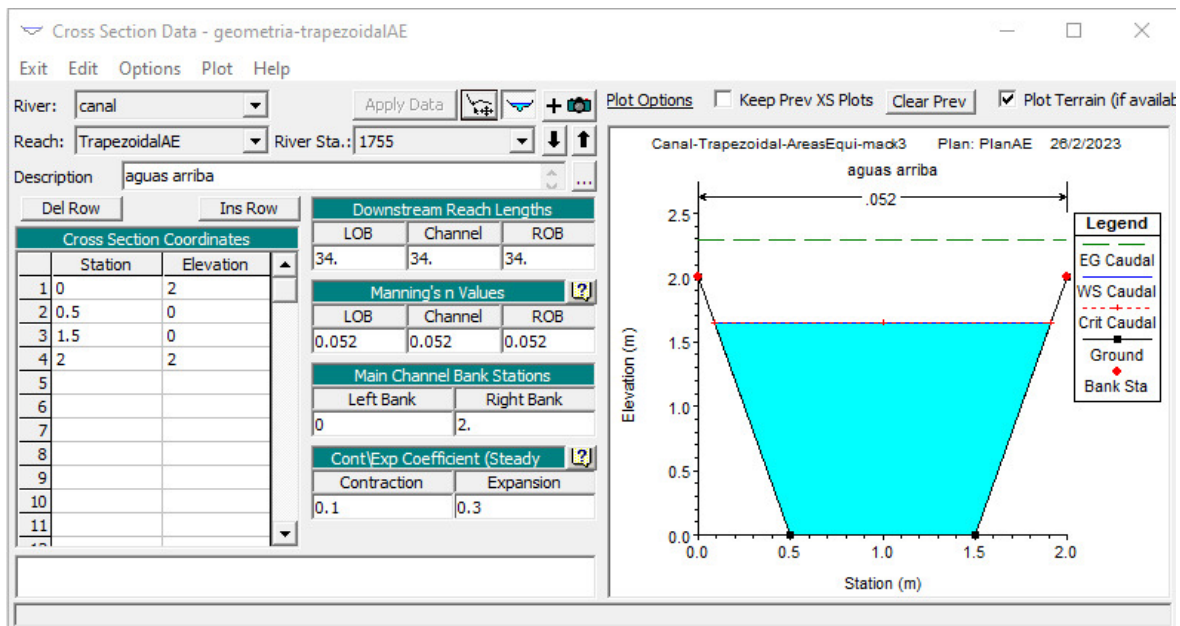 Cross Section Data - geometria-trapezoidalAE
Exit Edit Options Plot Help
River: canal Apply Data
Reach: TrapezoidalAE River Sta.: 1755
Description aguas arriba ...
Del Row Ins Row
Cross Section Coordinates
Station Elevation
1 0 2
2 0.5 0
3 1.5 0
4 2 2
5
6
7
8
9
10
11
Downstream Reach Lengths
LOB Channel ROB
34. 34. 34.
Manning's n Values
LOB Channel ROB
0.052 0.052 0.052
Main Channel Bank Stations
Left Bank Right Bank
0 2.
Cont\Exp Coefficient (Steady
Contraction Expansion
0.1 0.3
Plot Options Keep Prev XS Plots Clear Prev Plot Terrain (if availab
Canal-Trapezoidal-AreasEqui-mack3 Plan: PlanAE 26/2/2023
aguas arriba
.052
2.5
2.0
1.5
1.0
0.5
0.0
Elevation (m)
0.0 0.5 1.0 1.5 2.0
Station (m)
Legend
EG Caudal
WS Caudal
Crit Caudal
Ground
Bank Sta